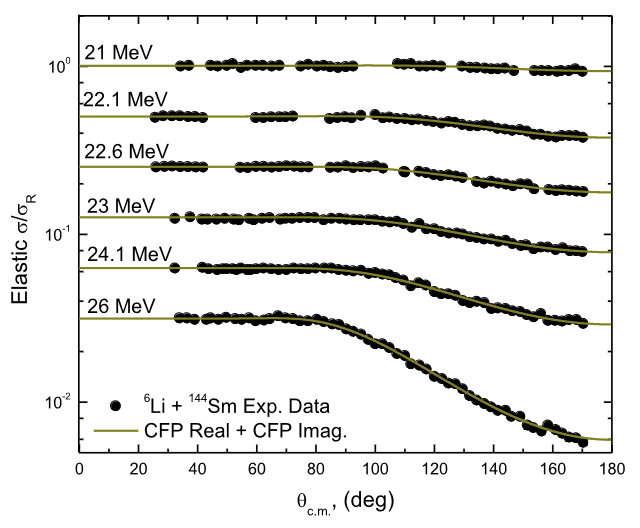 21 MeV
22.1 MeV
22.6 MeV
23 MeV
24.1 MeV
26 MeV
10⁰
10⁻¹
10⁻²
Elastic σ/σ_R
⁶Li + ¹⁴⁴Sm Exp. Data
CFP Real + CFP Imag.
0 20 40 60 80 100 120 140 160 180
θ_c.m., (deg)